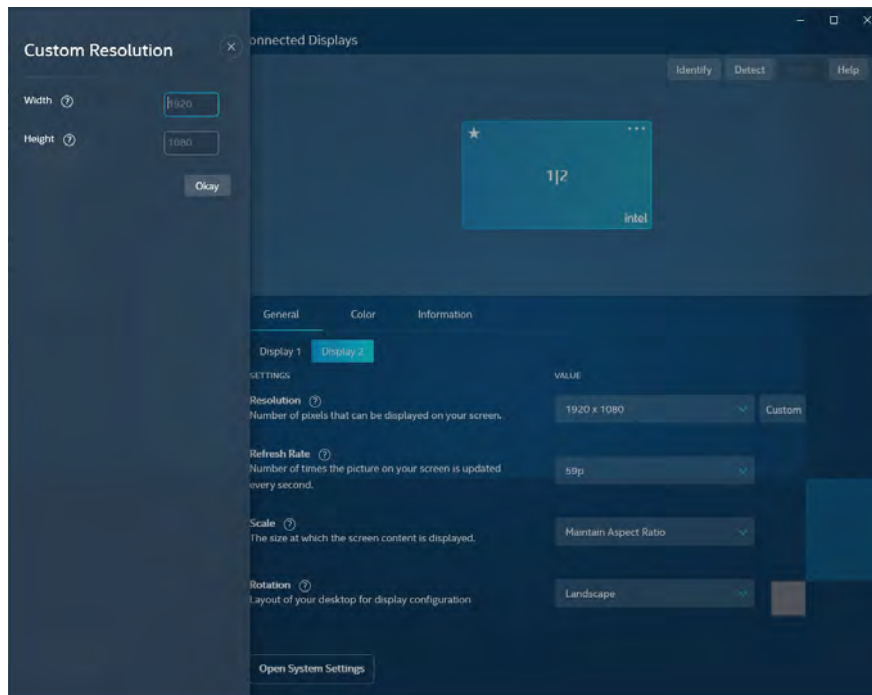 Custom Resolution
onnected Displays
Identify
Detect
Help
Width
1920
Height
1080
Okay
1|2
intel
General
Color
Information
Display 1
Display 2
SETTINGS
VALUE
Resolution
Number of pixels that can be displayed on your screen.
1920 x 1080
Custom
Refresh Rate
Number of times the picture on your screen is updated
every second.
59p
Scale
The size at which the screen content is displayed.
Maintain Aspect Ratio
Rotation
Layout of your desktop for display configuration
Landscape
Open System Settings